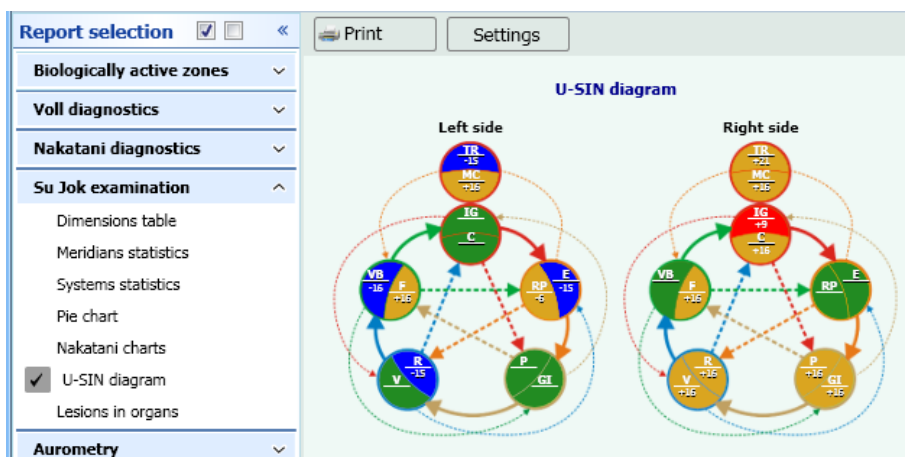 Report selection
Biologically active zones
Voll diagnostics
Nakatani diagnostics
Su Jok examination
Dimensions table
Meridians statistics
Systems statistics
Pie chart
Nakatani charts
U-SIN diagram
Lesions in organs
Aurometry
Print
Settings
U-SIN diagram
Left side
TR
-15
MC
+16
IG
C
VB
-16
F
+16
RP
-6
E
-15
R
-15
V
P
GI
Right side
TR
+21
MC
+16
IG
+9
C
+16
VB
F
+16
RP
E
R
+16
V
+16
P
+16
GI
+16